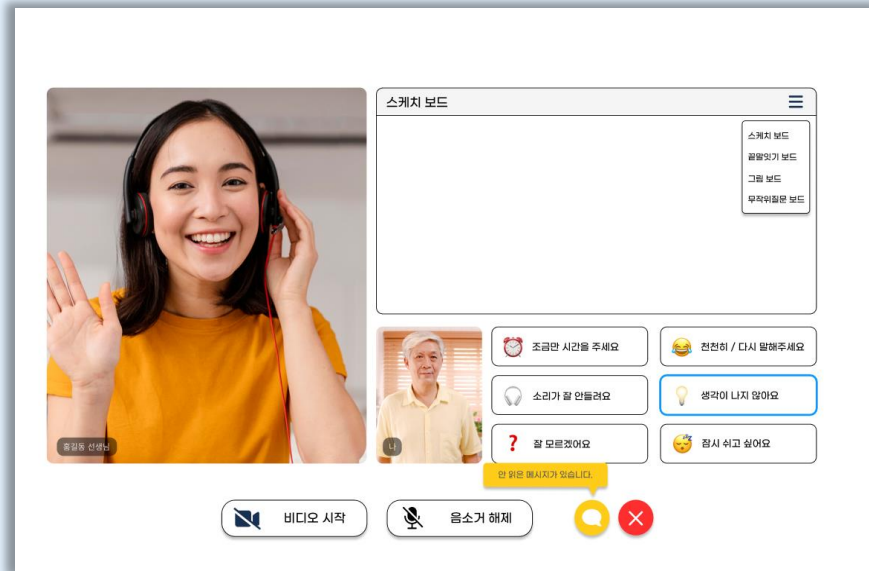 스케치 보드
스케치 보드
끝말잇기 보드
그림 보드
무작위질문 보드
조금만 시간을 주세요
천천히 / 다시 말해주세요
소리가 잘 안들려요
생각이 나지 않아요
홍길동 선생님
나
? 잘 모르겠어요
잠시 쉬고 싶어요
안 읽은 메시지가 있습니다.
비디오 시작
음소거 해제